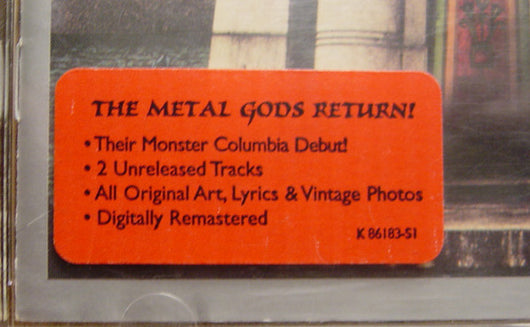 THE METAL GODS RETURN!
• Their Monster Columbia Debut!
• 2 Unreleased Tracks
• All Original Art, Lyrics & Vintage Photos
• Digitally Remastered
K 86183-S1